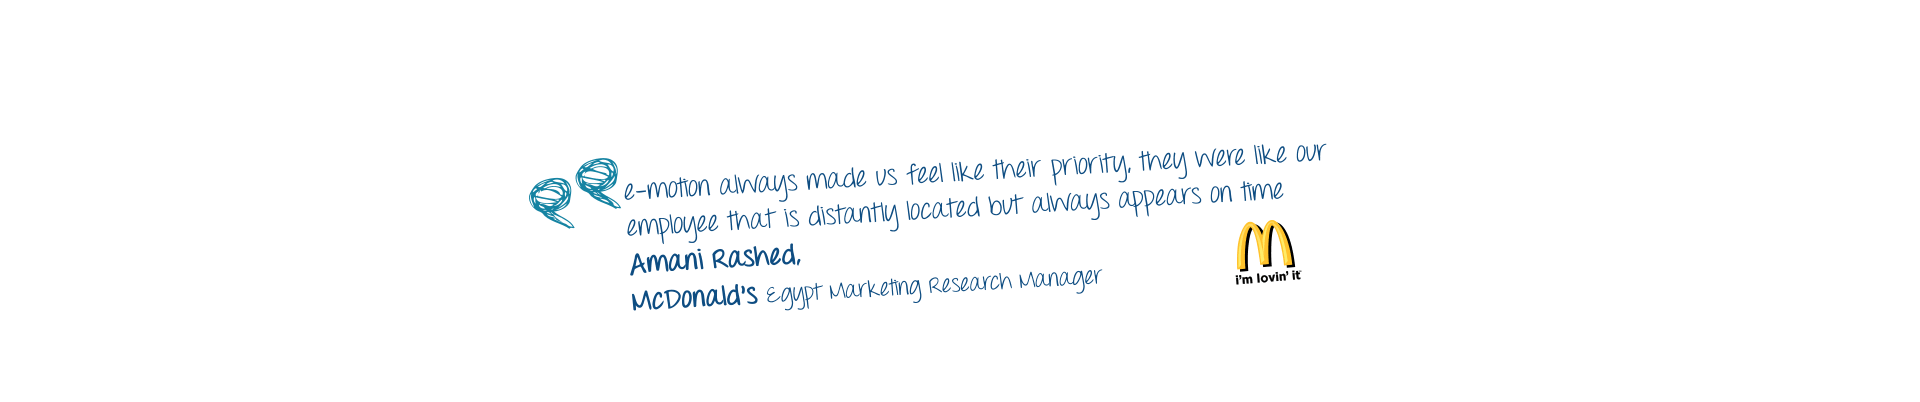 e-motion always made us feel like their priority, they were like our
employee that is distantly located but always appears on time
Amani Rashed,
McDonald's Egypt Marketing Research Manager
i'm lovin' it